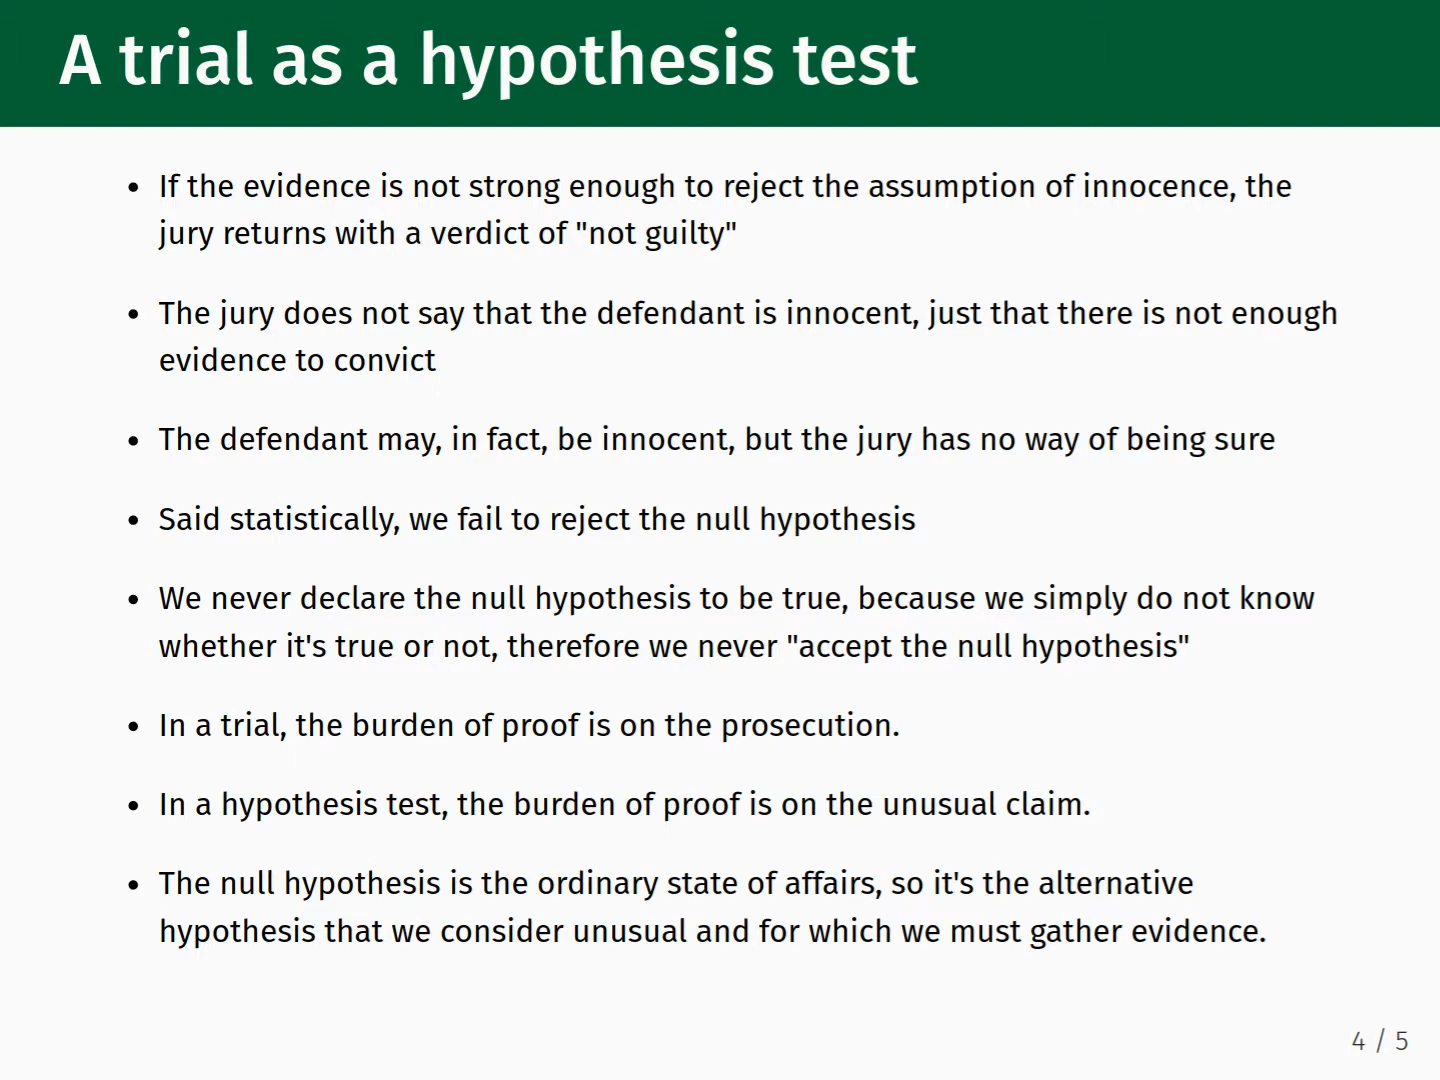 A trial as a hypothesis test
• If the evidence is not strong enough to reject the assumption of innocence, the
jury returns with a verdict of "not guilty"
• The jury does not say that the defendant is innocent, just that there is not enough
evidence to convict
• The defendant may, in fact, be innocent, but the jury has no way of being sure
• Said statistically, we fail to reject the null hypothesis
• We never declare the null hypothesis to be true, because we simply do not know
whether it's true or not, therefore we never "accept the null hypothesis"
• In a trial, the burden of proof is on the prosecution.
• In a hypothesis test, the burden of proof is on the unusual claim.
• The null hypothesis is the ordinary state of affairs, so it's the alternative
hypothesis that we consider unusual and for which we must gather evidence.
4 / 5